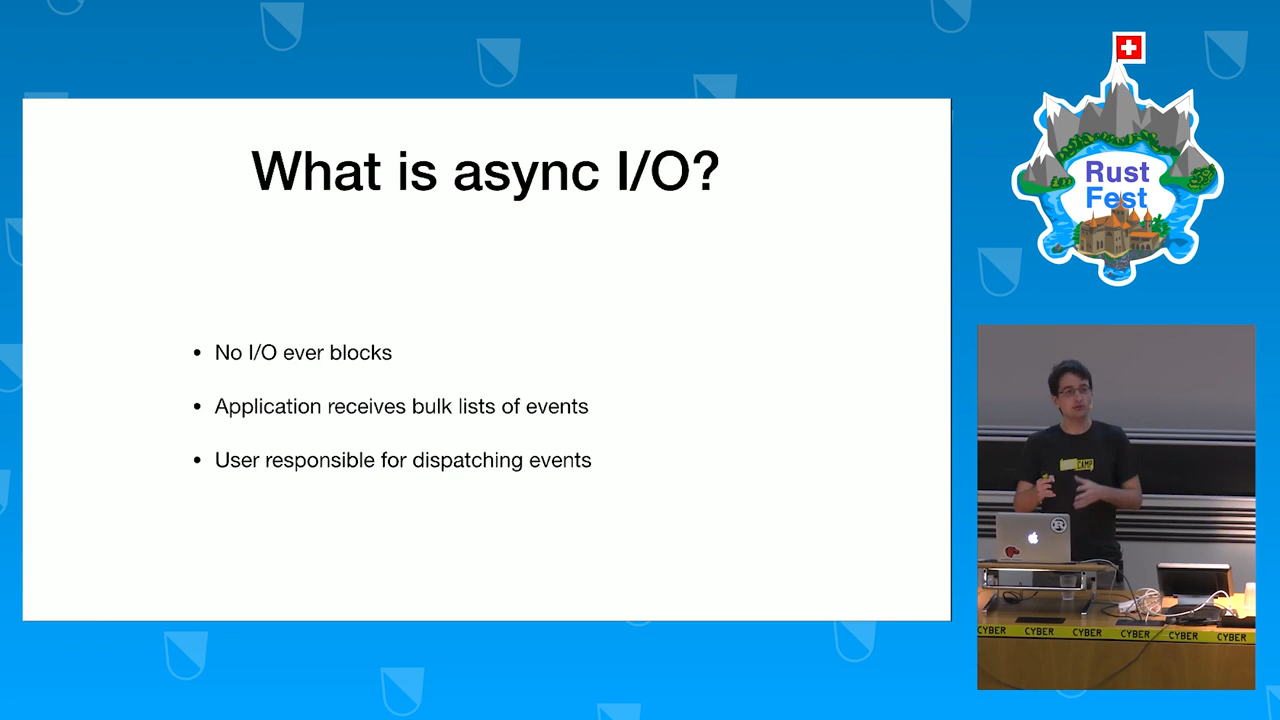 What is async I/O?
• No I/O ever blocks
• Application receives bulk lists of events
• User responsible for dispatching events
Rust
Fest
CAMP
CYBER CYBER CYBER CYBER CYBER CYBER